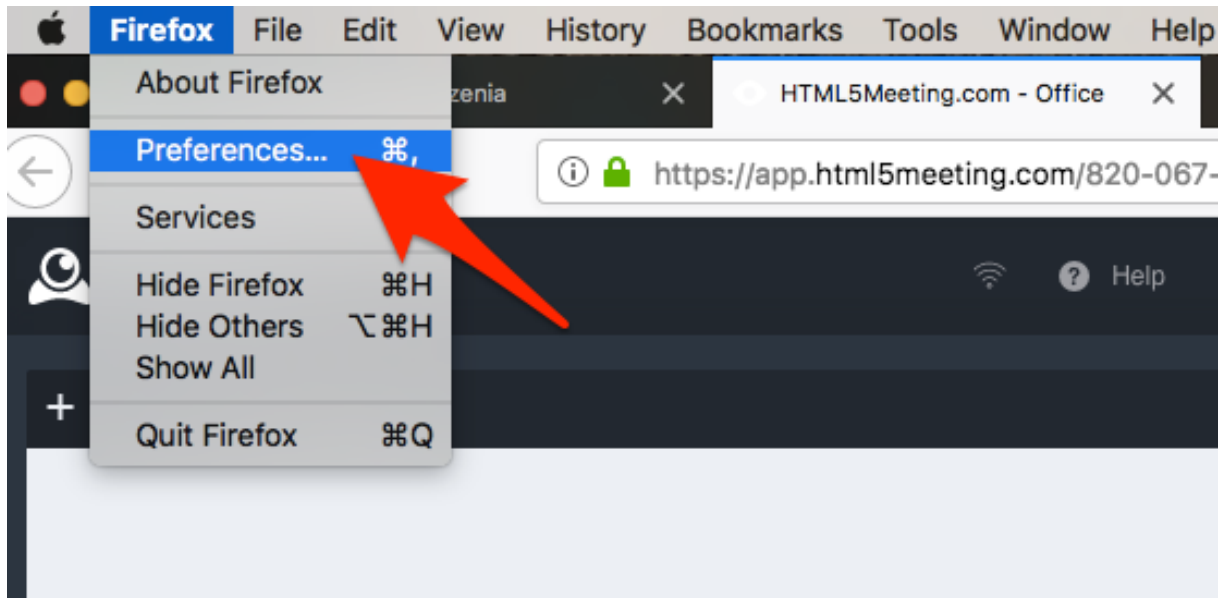 Firefox File Edit View History Bookmarks Tools Window Help
zenia HTML5Meeting.com - Office
https://app.html5meeting.com/820-067-
Help
About Firefox
Preferences... ⌘,
Services
Hide Firefox ⌘H
Hide Others ⌥⌘H
Show All
Quit Firefox ⌘Q